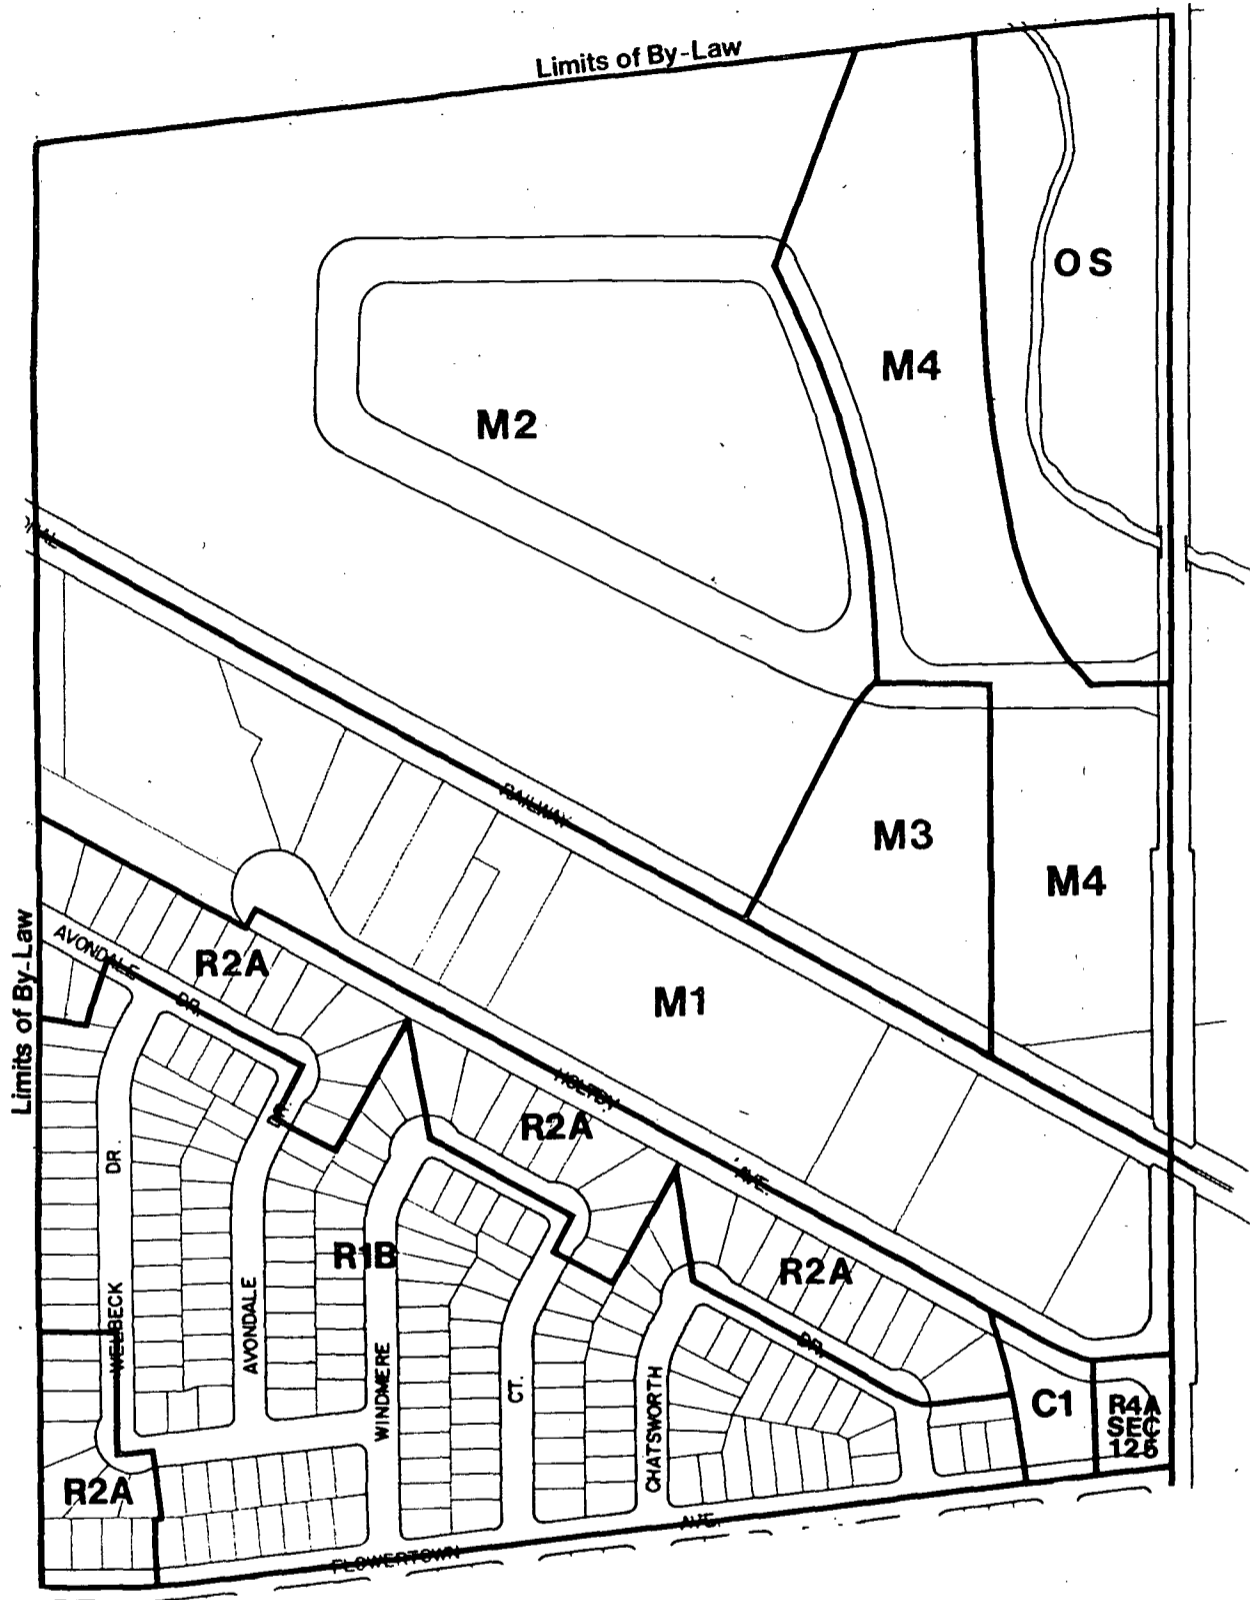 Limits of By-Law
OS
M4
M2
RAILWAY
M3
M4
Limits of By-Law
AVONDALE
DR.
R2A
M1
HOLTBY
AVE.
R2A
DR.
DR.
R1B
R2A
DR.
WELBECK
AVONDALE
WINDMERE
CT.
CHATSWORTH
C1
R4A
SEC
126
R2A
FLOWERTOWN
AVE.